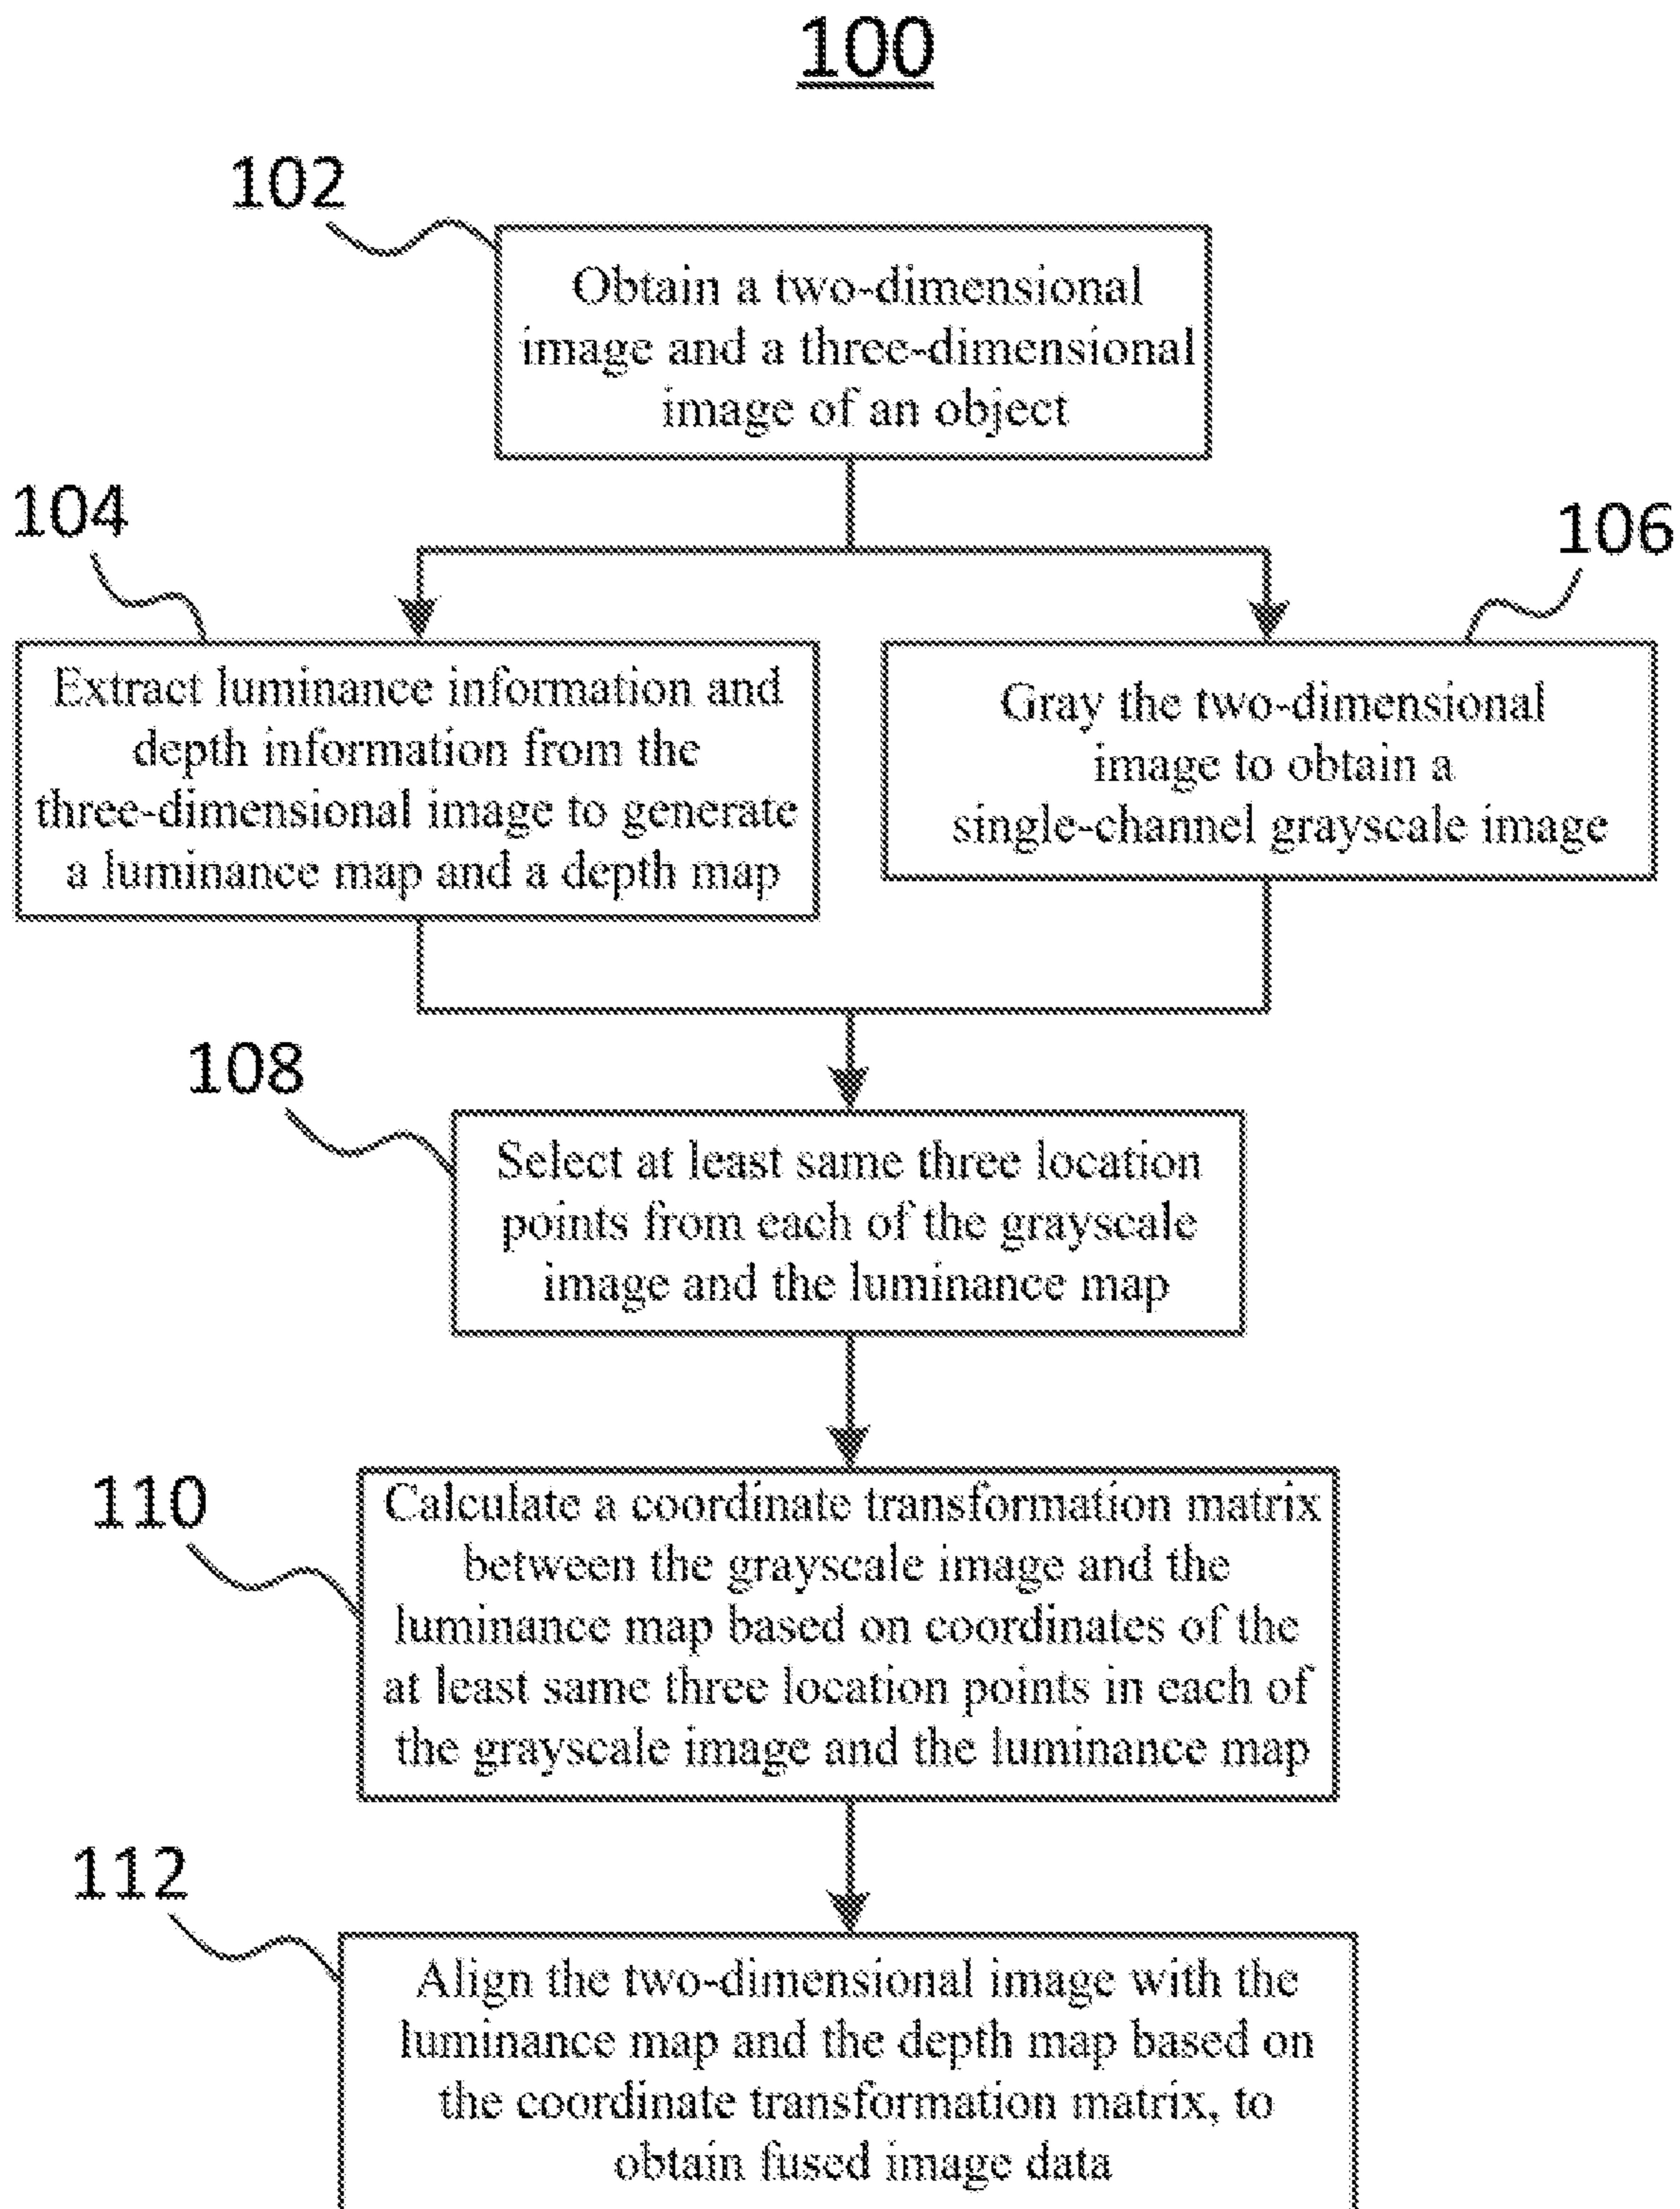 100
102
Obtain a two-dimensional
image and a three-dimensional
image of an object
104
106
Extract luminance information and
depth information from the
three-dimensional image to generate
a luminance map and a depth map
Gray the two-dimensional
image to obtain a
single-channel grayscale image
108
Select at least same three location
points from each of the grayscale
image and the luminance map
110
Calculate a coordinate transformation matrix
between the grayscale image and the
luminance map based on coordinates of the
at least same three location points in each of
the grayscale image and the luminance map
112
Align the two-dimensional image with the
luminance map and the depth map based on
the coordinate transformation matrix, to
obtain fused image data